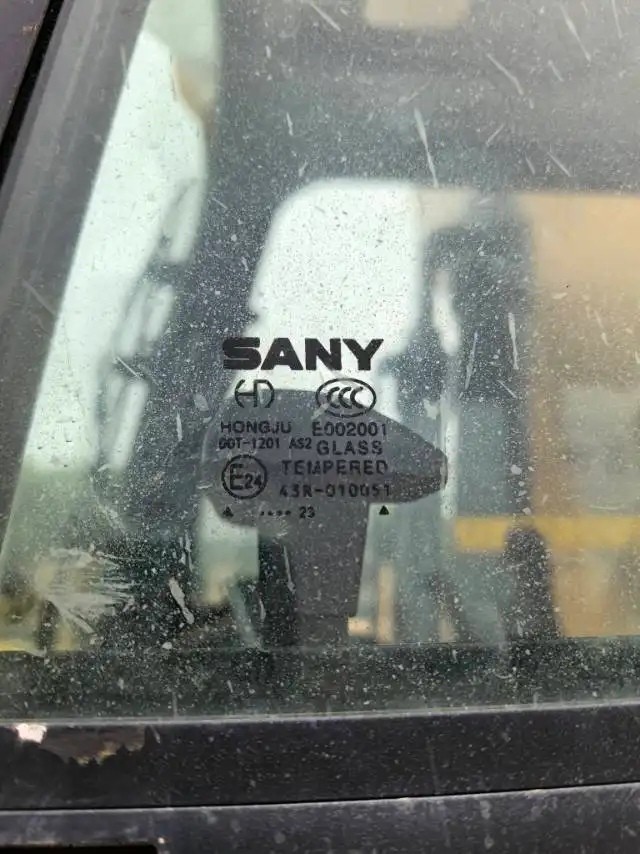 SANY
HD CCC
HONGJU E002001
DOT-1201 AS2 GLASS
TEMPERED
E24 43R-010051
▲ •••• 23 ▲